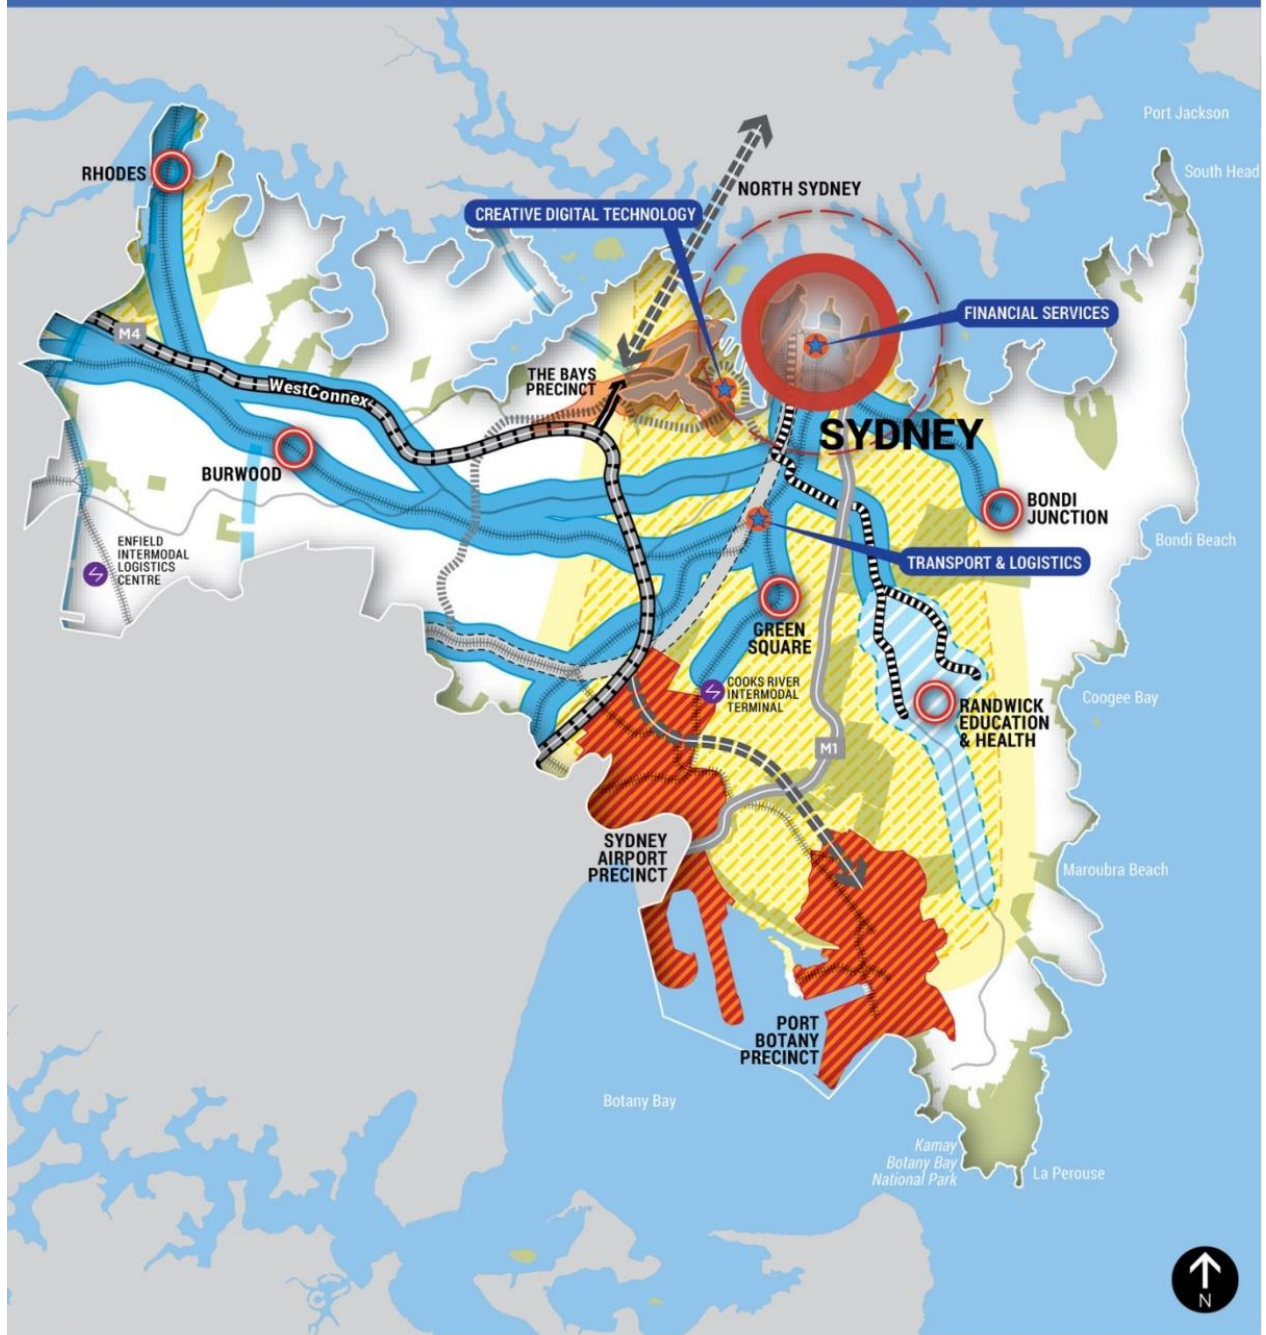 Port Jackson
South Head
RHODES
NORTH SYDNEY
CREATIVE DIGITAL TECHNOLOGY
FINANCIAL SERVICES
M4
THE BAYS
PRECINCT
WestConnex
SYDNEY
BURWOOD
BONDI
JUNCTION
Bondi Beach
ENFIELD
INTERMODAL
LOGISTICS
CENTRE
TRANSPORT & LOGISTICS
GREEN
SQUARE
COOKS RIVER
INTERMODAL
TERMINAL
Coogee Bay
RANDWICK
EDUCATION
& HEALTH
M1
SYDNEY
AIRPORT
PRECINCT
Maroubra Beach
PORT
BOTANY
PRECINCT
Botany Bay
Kamay
Botany Bay
National Park
La Perouse
N